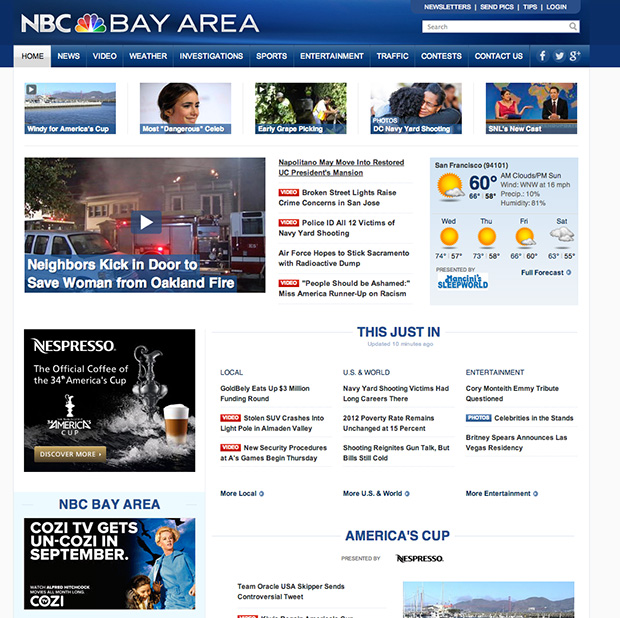 NBC BAY AREA
NEWSLETTERS | SEND PICS | TIPS | LOGIN
Search
HOME NEWS VIDEO WEATHER INVESTIGATIONS SPORTS ENTERTAINMENT TRAFFIC CONTESTS CONTACT US
Windy for America's Cup
Most "Dangerous" Celeb
Early Grape Picking
PHOTOS
DC Navy Yard Shooting
SNL's New Cast
Neighbors Kick in Door to
Save Woman from Oakland Fire
Napolitano May Move Into Restored
UC President's Mansion
VIDEO Broken Street Lights Raise
Crime Concerns in San Jose
VIDEO Police ID All 12 Victims of
Navy Yard Shooting
Air Force Hopes to Stick Sacramento
with Radioactive Dump
VIDEO "People Should be Ashamed:"
Miss America Runner-Up on Racism
San Francisco (94101)
60°
66° | 58°
AM Clouds/PM Sun
Wind: WNW at 16 mph
Precip.: 10%
Humidity: 81%
Wed Thu Fri Sat
74° | 57° 73° | 58° 66° | 60° 63° | 55°
PRESENTED BY
Mancini's
SLEEPWORLD
Full Forecast
NESPRESSO.
The Official Coffee of
the 34th America's Cup
AMERICA'S
CUP
DISCOVER MORE
THIS JUST IN
Updated 10 minutes ago
LOCAL
GoldBely Eats Up $3 Million
Funding Round
VIDEO Stolen SUV Crashes Into
Light Pole in Almaden Valley
VIDEO New Security Procedures
at A's Games Begin Thursday
More Local
U.S. & WORLD
Navy Yard Shooting Victims Had
Long Careers There
2012 Poverty Rate Remains
Unchanged at 15 Percent
Shooting Reignites Gun Talk, But
Bills Still Cold
More U.S. & World
ENTERTAINMENT
Cory Monteith Emmy Tribute
Questioned
PHOTOS Celebrities in the Stands
Britney Spears Announces Las
Vegas Residency
More Entertainment
NBC BAY AREA
COZI TV GETS
UN-COZI IN
SEPTEMBER.
WATCH ALFRED HITCHCOCK
MOVIES ALL MONTH LONG.
COZI
TV
AMERICA'S CUP
PRESENTED BY NESPRESSO.
Team Oracle USA Skipper Sends
Controversial Tweet